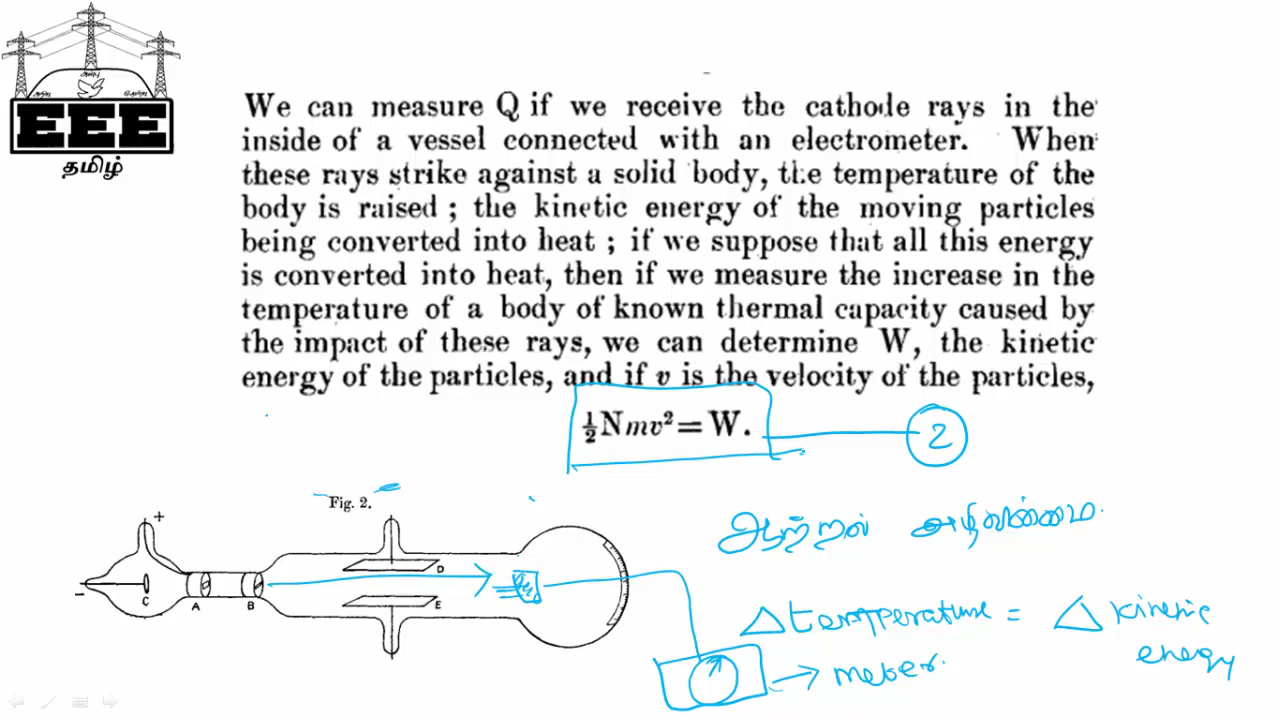 EEE
தமிழ்
We can measure Q if we receive the cathode rays in the
inside of a vessel connected with an electrometer. When
these rays strike against a solid body, the temperature of the
body is raised ; the kinetic energy of the moving particles
being converted into heat ; if we suppose that all this energy
is converted into heat, then if we measure the increase in the
temperature of a body of known thermal capacity caused by
the impact of these rays, we can determine W, the kinetic
energy of the particles, and if v is the velocity of the particles,
½Nmv²=W.
2
Fig. 2.
+
-
C
A
B
D
E
ஆற்றல் அழிவின்மை.
Δ temperature = Δ kinetic
energy
→ meter.